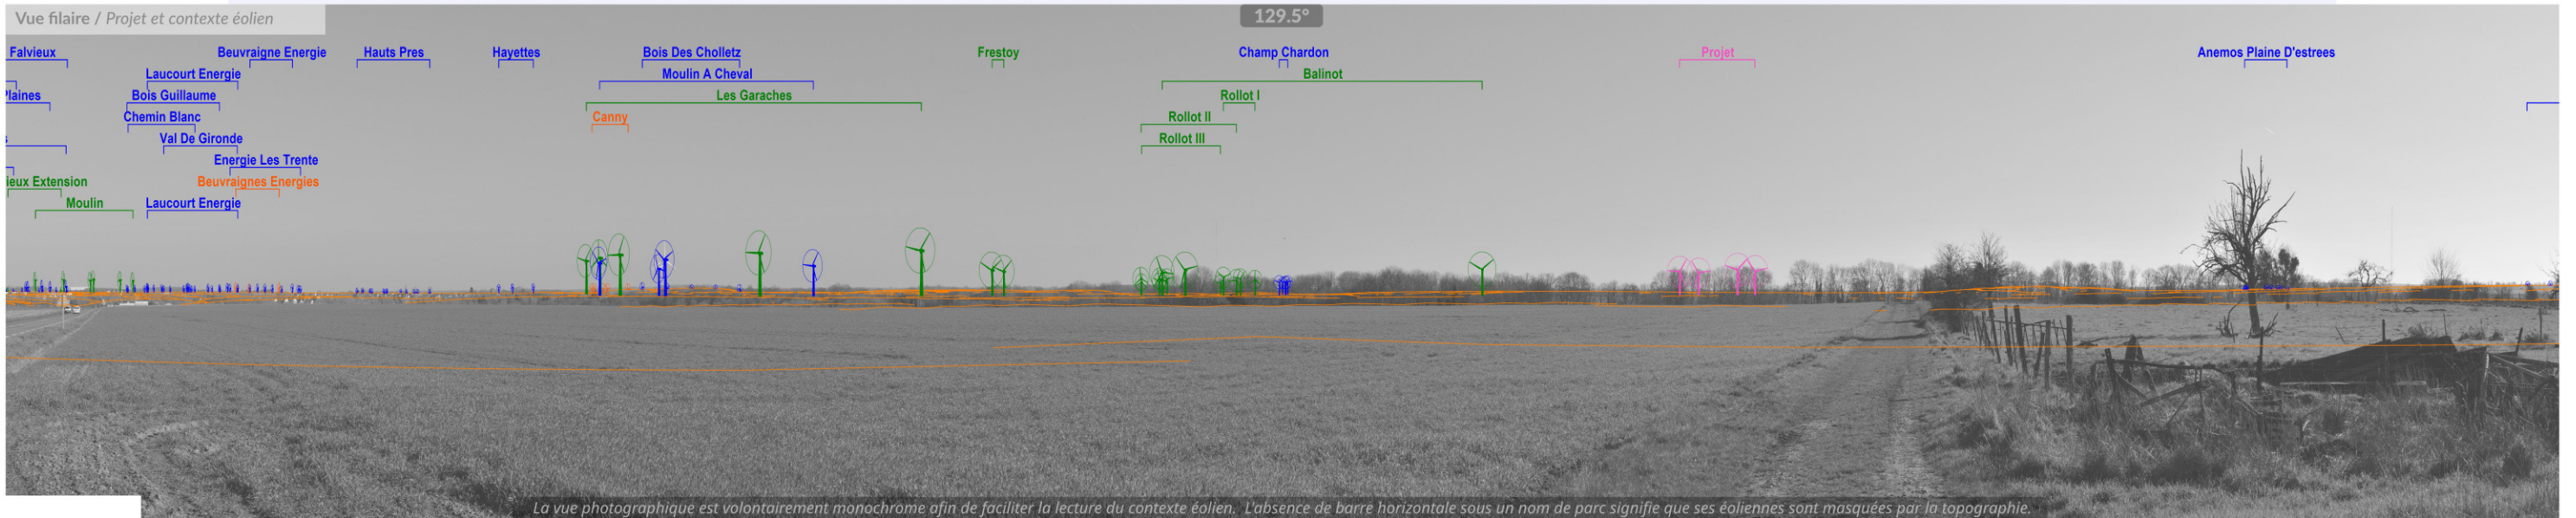 Vue filaire / Projet et contexte éolien
129.5°
Falvieux Beuvraigne Energie Hauts Pres Hayettes Bois Des Cholletz Frestoy Champ Chardon Projet Anemos Plaine D'estrees
Laucourt Energie Moulin A Cheval Balinot
Plaines Bois Guillaume Les Garaches Rollot I
Chemin Blanc Canny Rollot II
s Val De Gironde Rollot III
Energie Les Trente
ieux Extension Beuvraignes Energies
Moulin Laucourt Energie
La vue photographique est volontairement monochrome afin de faciliter la lecture du contexte éolien. L'absence de barre horizontale sous un nom de parc signifie que ses éoliennes sont masquées par la topographie.